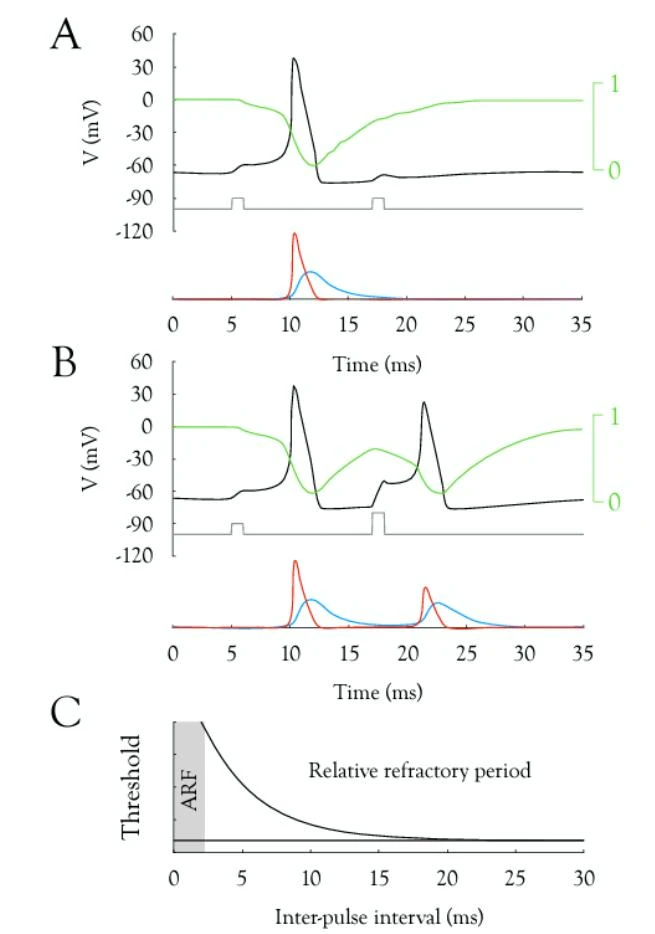 A
60
30
0
-30
-60
-90
-120
V (mV)
1
0
0 5 10 15 20 25 30 35
Time (ms)
B
60
30
0
-30
-60
-90
-120
V (mV)
1
0
0 5 10 15 20 25 30 35
Time (ms)
C
Threshold
ARF
Relative refractory period
0 5 10 15 20 25 30
Inter-pulse interval (ms)